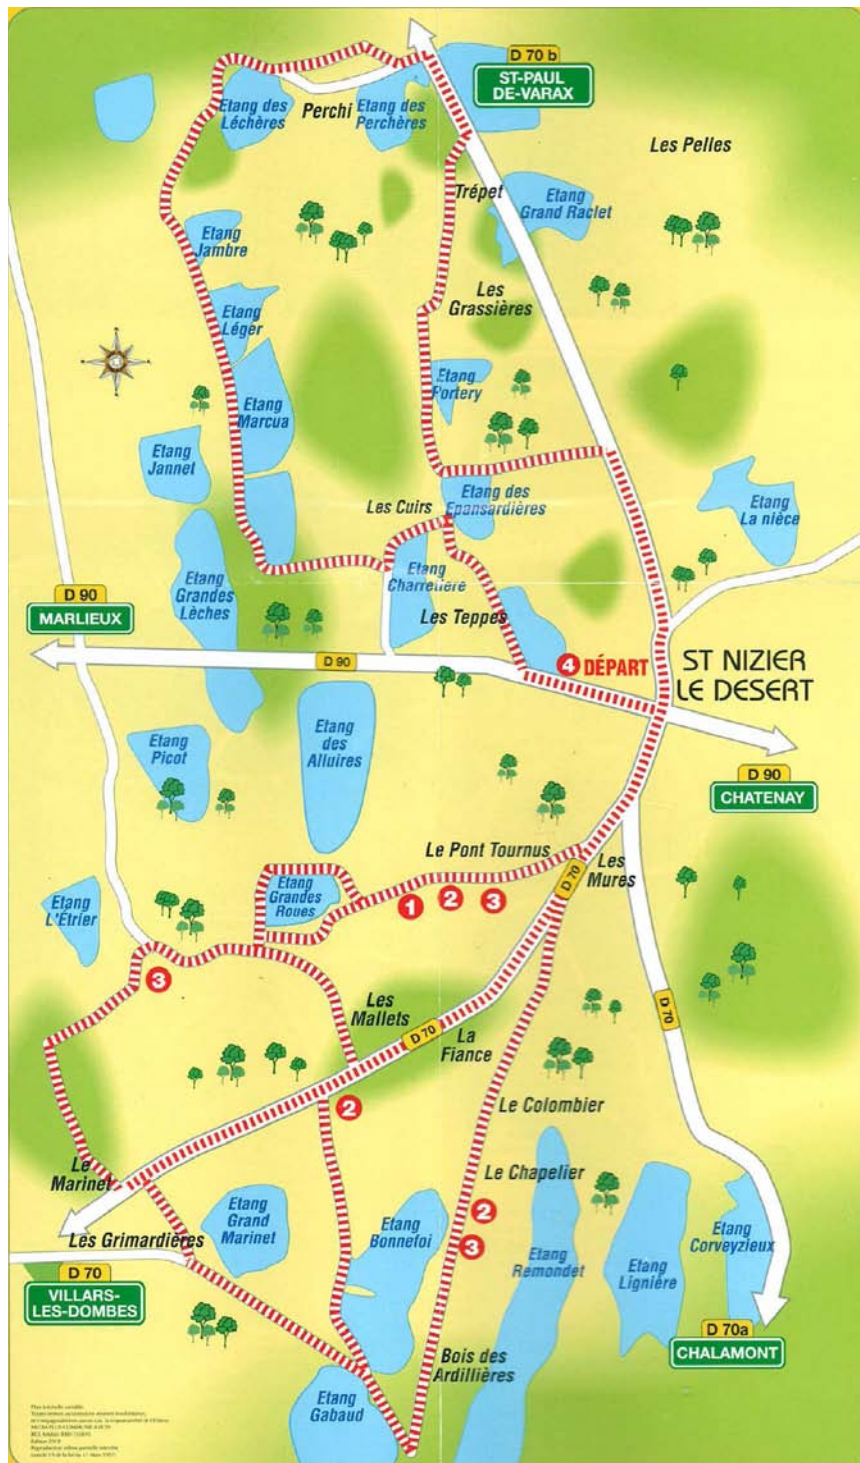 D 70 b
ST-PAUL
DE-VARAX
Etang des
Léchères
Perchi
Etang des
Perchères
Les Pelles
Trépet
Etang
Grand Raclet
Etang
Jambre
Les
Grassières
Etang
Léger
Etang
Portery
Etang
Marcua
Etang
Jannet
Les Cuirs
Etang des
Epansardières
Etang
La nièce
Etang
Grandes
Lèches
Etang
Charretière
D 90
MARLIEUX
Les Teppes
D 90
4 DÉPART
ST NIZIER
LE DESERT
Etang
Picot
Etang
des
Alluires
D 90
CHATENAY
Le Pont Tournus
Les
Mures
D 70
Etang
Grandes
Roues
1
2
3
Etang
L'Étrier
3
Les
Mallets
D 70
La
Fiance
D 70
2
Le Colombier
Le
Marinet
Le Chapelier
2
3
Etang
Grand
Marinet
Les Grimardières
Etang
Bonnefoi
Etang
Remondet
Etang
Lignière
Etang
Corveyzieux
D 70
VILLARS-
LES-DOMBES
D 70a
CHALAMONT
Bois des
Ardillières
Etang
Gabaud